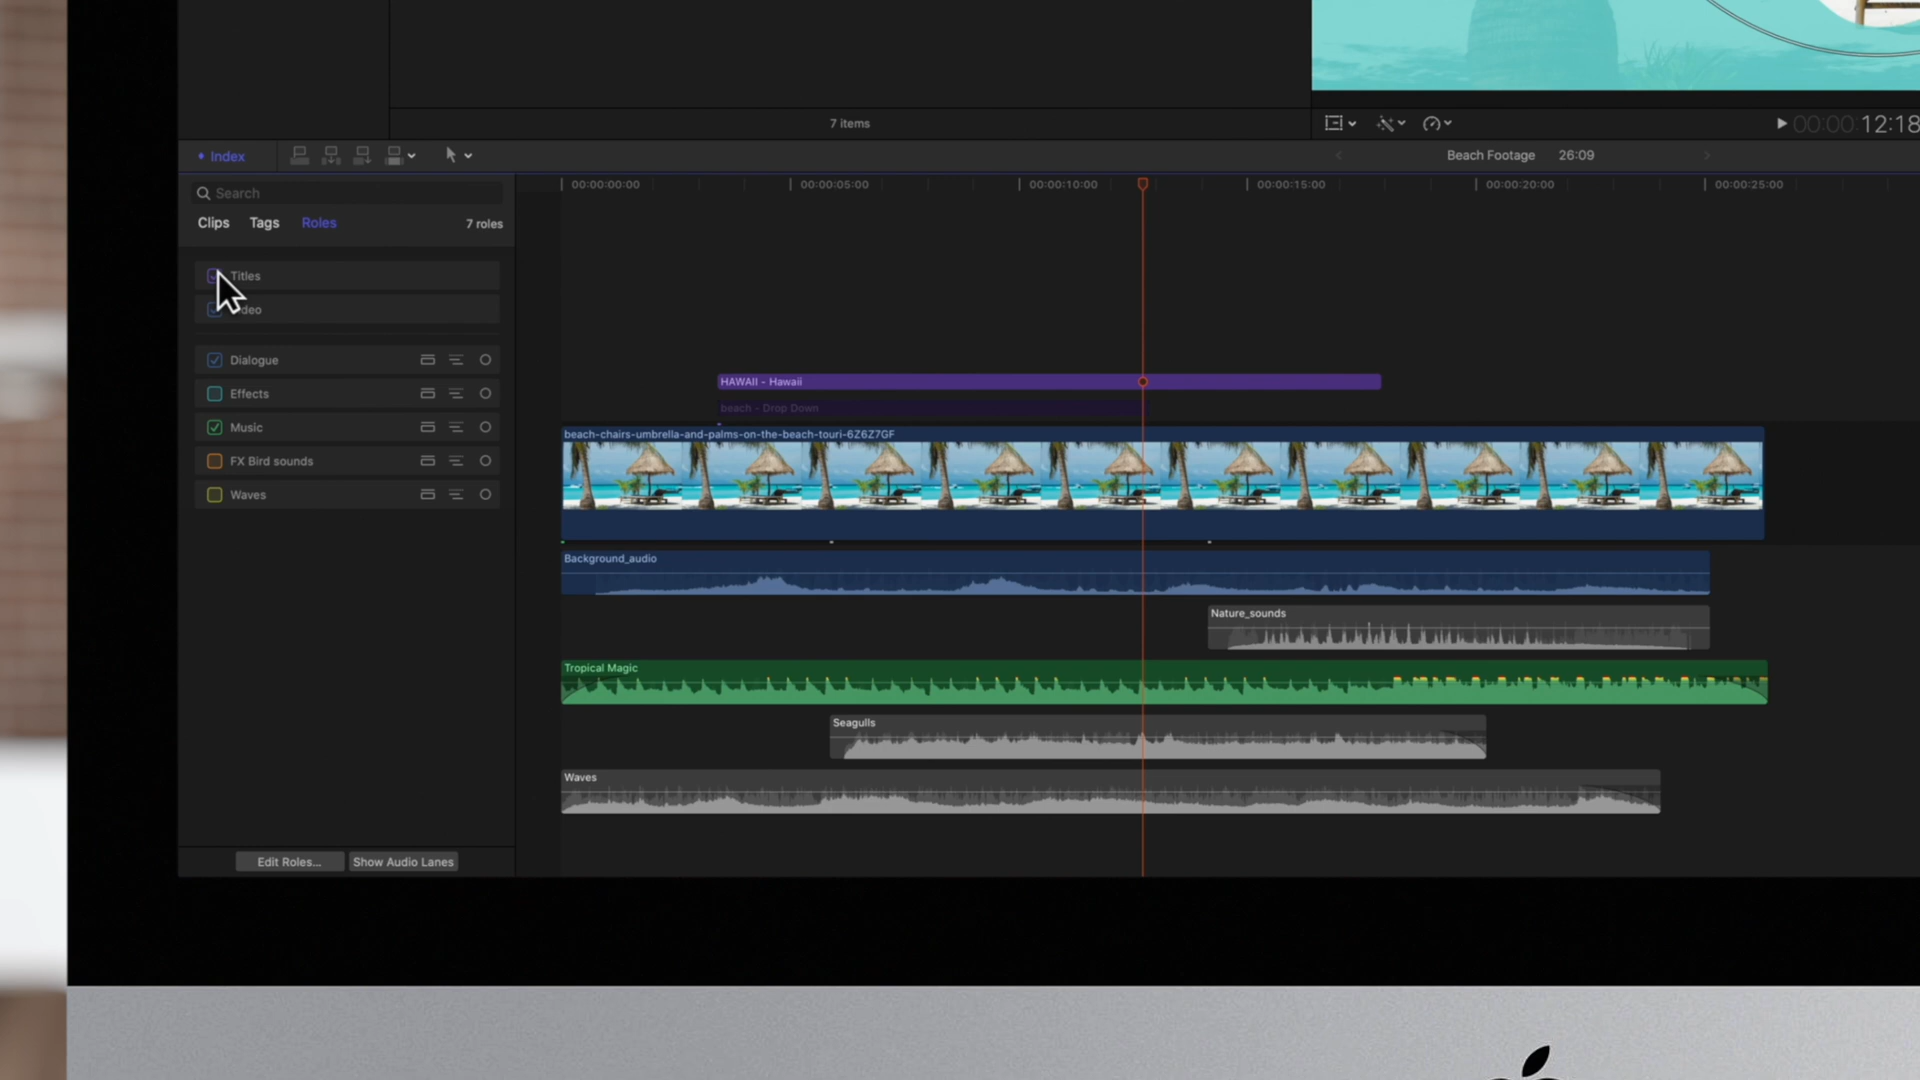 7 items
00:00:12:18
Index
Beach Footage 26:09
Search
00:00:00:00 00:00:05:00 00:00:10:00 00:00:15:00 00:00:20:00 00:00:25:00
Clips Tags Roles 7 roles
Titles
deo
Dialogue
Effects
Music
FX Bird sounds
Waves
HAWAII - Hawaii
beach - Drop Down
beach-chairs-umbrella-and-palms-on-the-beach-touri-6Z6Z7GF
Background_audio
Nature_sounds
Tropical Magic
Seagulls
Waves
Edit Roles... Show Audio Lanes